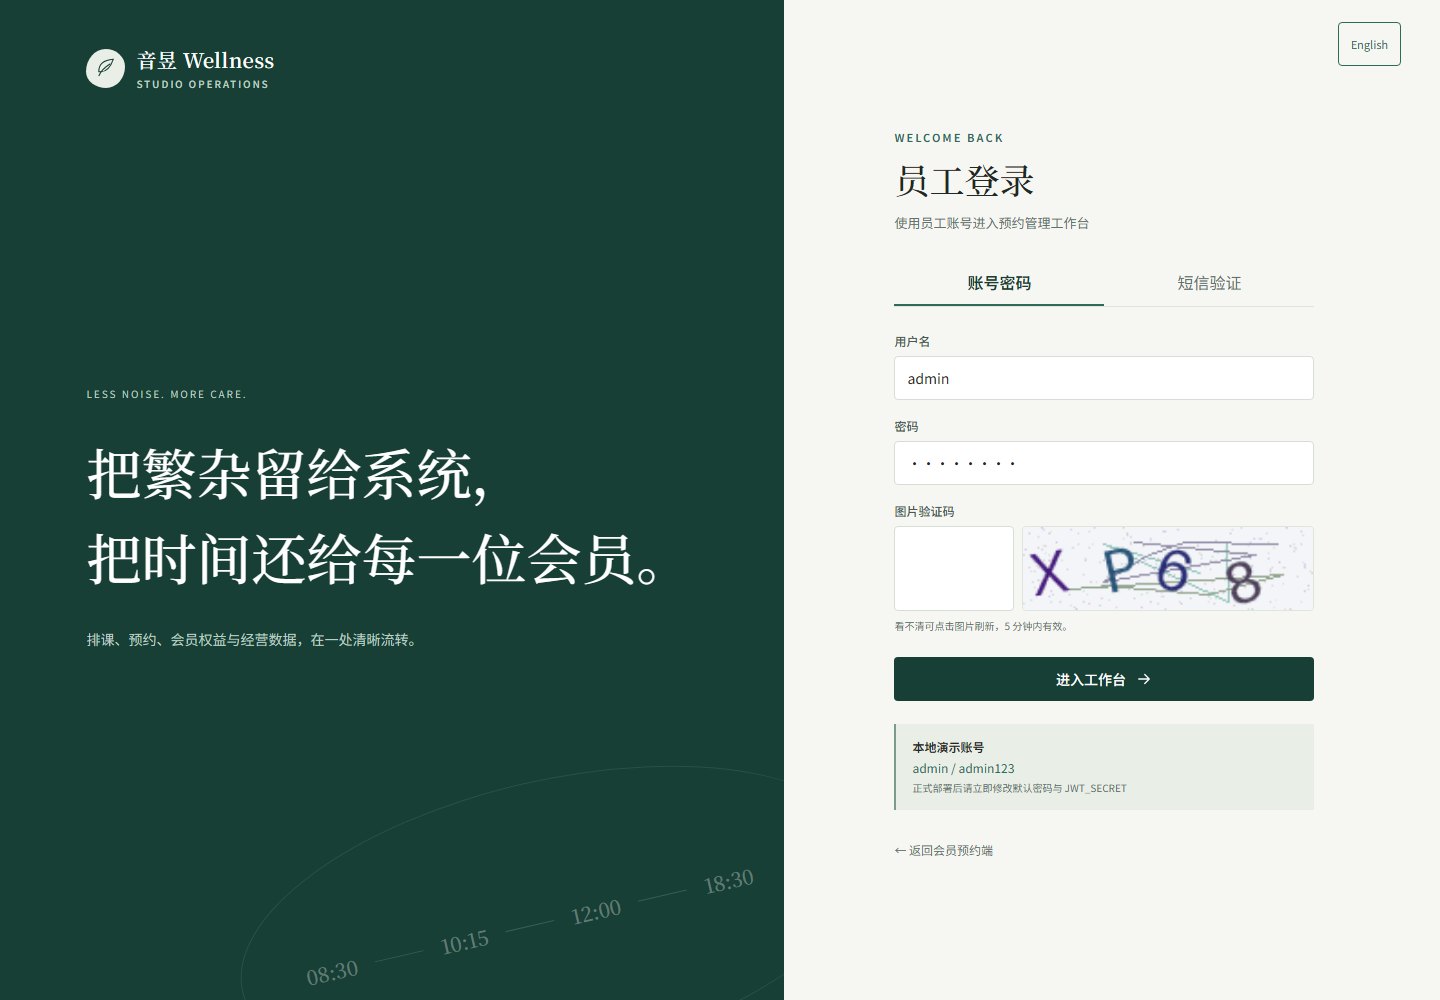 音昱 Wellness
STUDIO OPERATIONS
LESS NOISE. MORE CARE.
把繁杂留给系统,
把时间还给每一位会员。
排课、预约、会员权益与经营数据，在一处清晰流转。
08:30
10:15
12:00
18:30
English
WELCOME BACK
员工登录
使用员工账号进入预约管理工作台
账号密码
短信验证
用户名
admin
密码
图片验证码
X P 6 8
看不清可点击图片刷新，5 分钟内有效。
进入工作台 →
本地演示账号
admin / admin123
正式部署后请立即修改默认密码与 JWT_SECRET
← 返回会员预约端